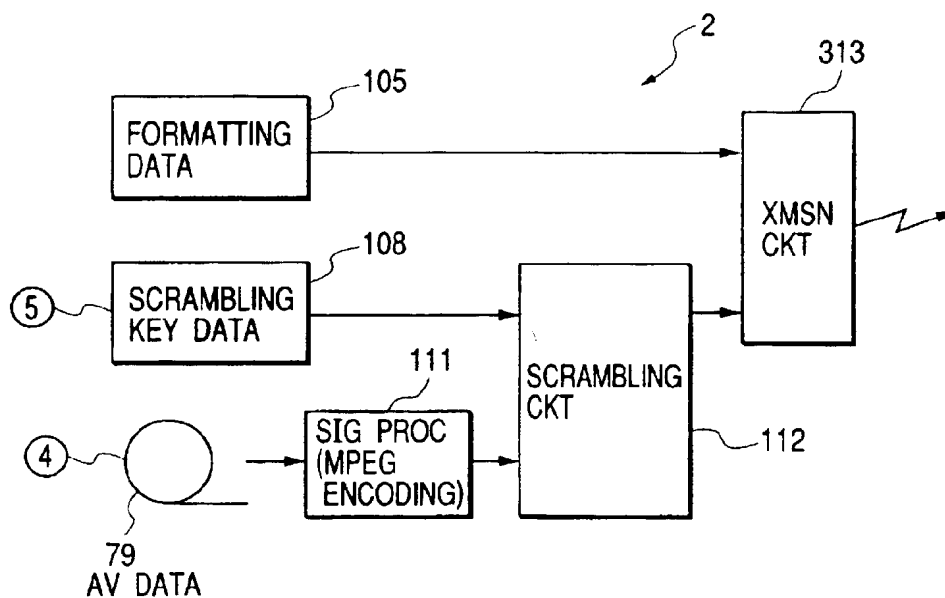 2
313
105
FORMATTING
DATA
XMSN
CKT
108
5
SCRAMBLING
KEY DATA
111
SCRAMBLING
CKT
112
4
SIG PROC
(MPEG
ENCODING)
79
AV DATA